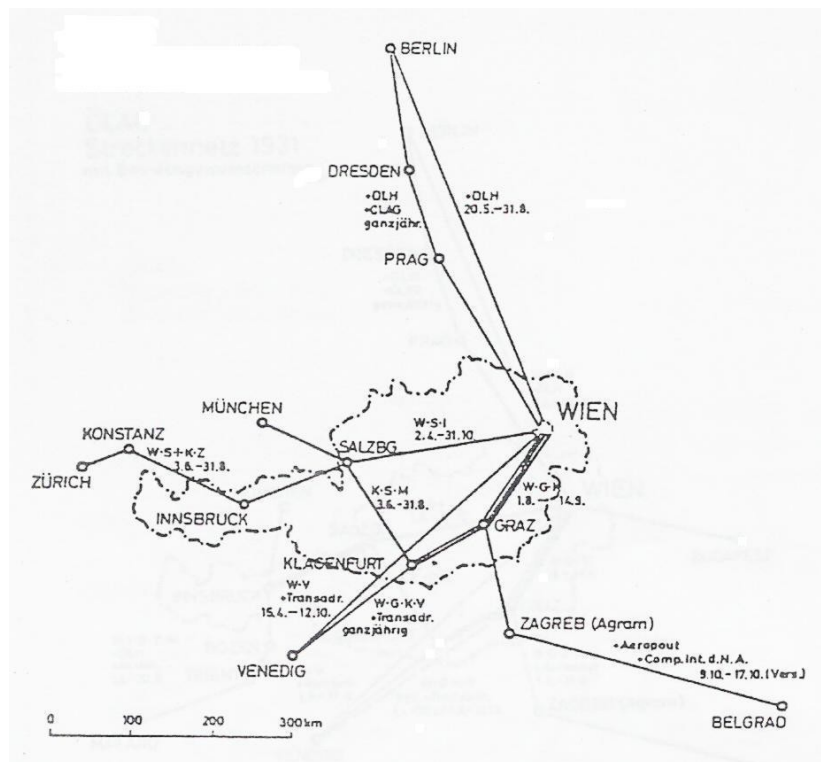 BERLIN
DRESDEN
+DLH
+CLAG
ganzjähr.
+DLH
20.5.–31.8.
PRAG
WIEN
MÜNCHEN
KONSTANZ
W·S·I
2.4.–31.10.
SALZBG
W·S+K·Z
3.6.–31.8.
ZÜRICH
K·S·M
3.6.–31.8.
W·G·K
1.8. – 14.9.
INNSBRUCK
GRAZ
KLAGENFURT
W·V
+Transadr.
15.4.–12.10.
W·G·K·V
+Transadr.
ganzjährig
ZAGREB (Agram)
+Aeropout
+Comp.Int.d.N.A.
9.10.–17.10.(Vers.)
VENEDIG
BELGRAD
0 100 200 300km